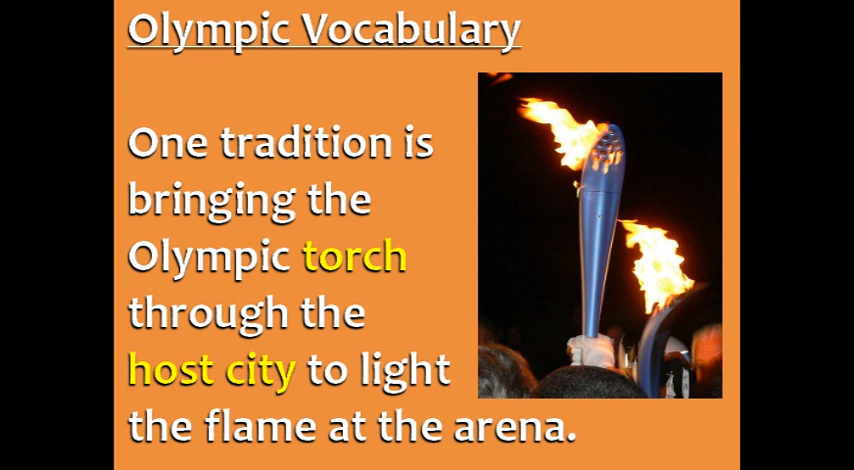 Olympic Vocabulary
One tradition is
bringing the
Olympic torch
through the
host city to light
the flame at the arena.